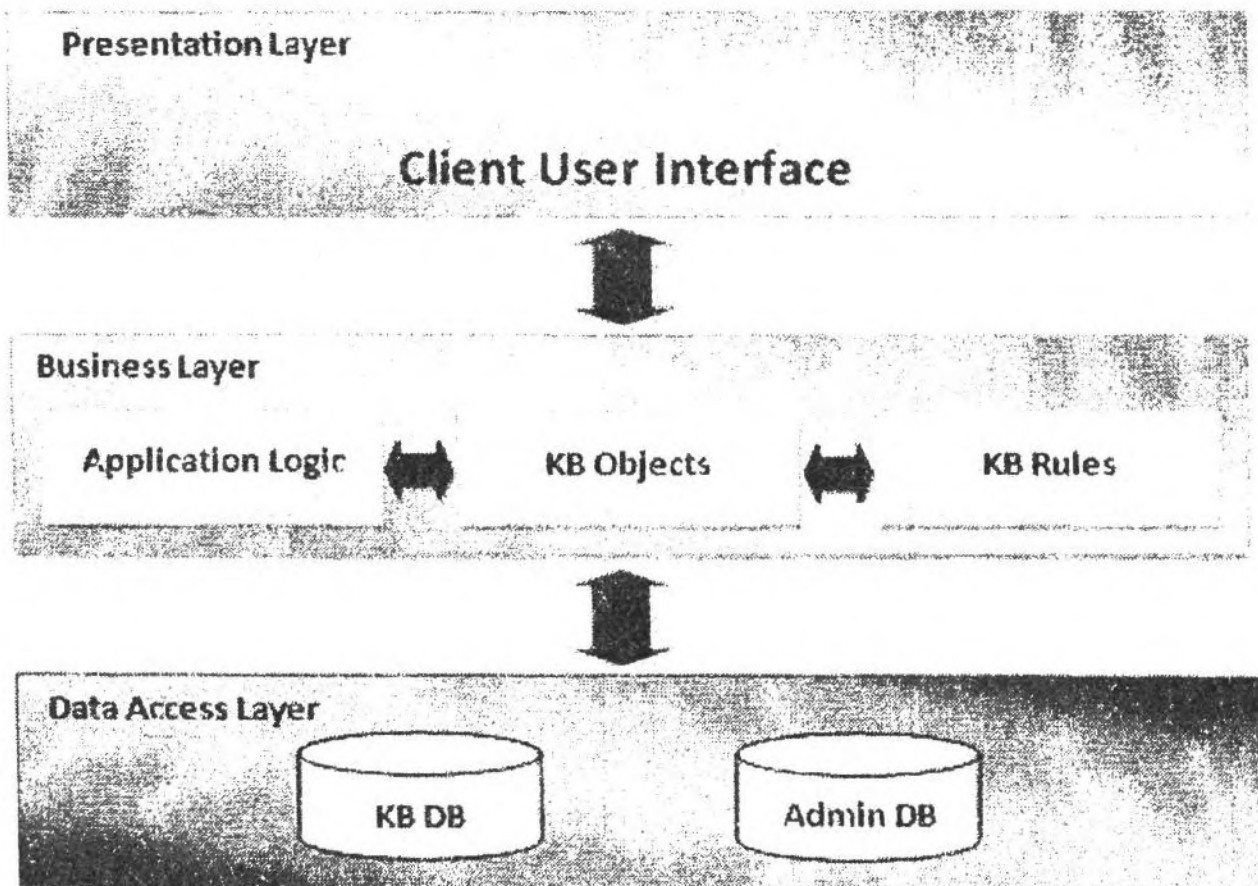 Presentation Layer
Client User Interface
Business Layer
Application Logic
KB Objects
KB Rules
Data Access Layer
KB DB
Admin DB